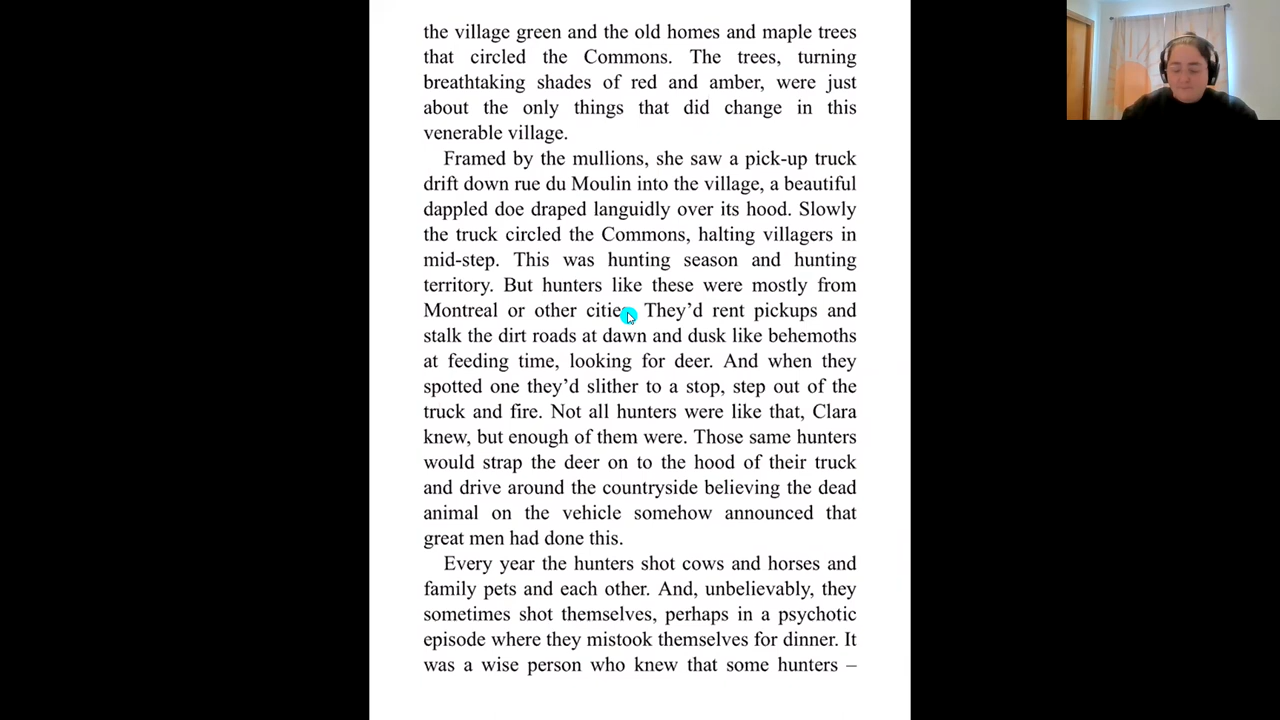 the village green and the old homes and maple trees
that circled the Commons. The trees, turning
breathtaking shades of red and amber, were just
about the only things that did change in this
venerable village.
Framed by the mullions, she saw a pick-up truck
drift down rue du Moulin into the village, a beautiful
dappled doe draped languidly over its hood. Slowly
the truck circled the Commons, halting villagers in
mid-step. This was hunting season and hunting
territory. But hunters like these were mostly from
Montreal or other cities. They’d rent pickups and
stalk the dirt roads at dawn and dusk like behemoths
at feeding time, looking for deer. And when they
spotted one they’d slither to a stop, step out of the
truck and fire. Not all hunters were like that, Clara
knew, but enough of them were. Those same hunters
would strap the deer on to the hood of their truck
and drive around the countryside believing the dead
animal on the vehicle somehow announced that
great men had done this.
Every year the hunters shot cows and horses and
family pets and each other. And, unbelievably, they
sometimes shot themselves, perhaps in a psychotic
episode where they mistook themselves for dinner. It
was a wise person who knew that some hunters –